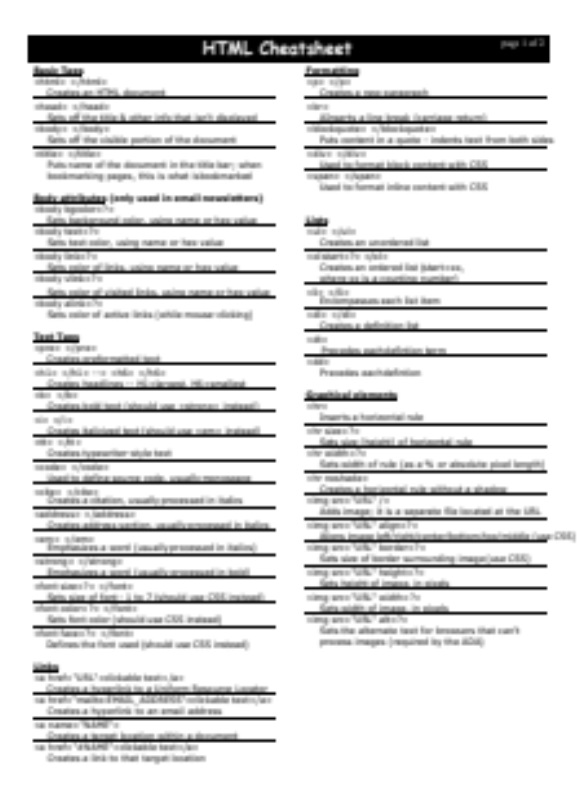 HTML Cheatsheet
page 1 of 2
Basic Tags
<html> </html>
Creates an HTML document
<head> </head>
Sets off the title & other info that isn't displayed
<body> </body>
Sets off the visible portion of the document
<title> </title>
Puts name of the document in the title bar; when
bookmarking pages, this is what is bookmarked
Body attributes (only used in email newsletters)
<body bgcolor=?>
Sets background color, using name or hex value
<body text=?>
Sets text color, using name or hex value
<body link=?>
Sets color of links, using name or hex value
<body vlink=?>
Sets color of visited links, using name or hex value
<body alink=?>
Sets color of active links (while mouse-clicking)
Text Tags
<pre> </pre>
Creates preformatted text
<h1> </h1> --> <h6> </h6>
Creates headlines -- H1=largest, H6=smallest
<b> </b>
Creates bold text (should use <strong> instead)
<i> </i>
Creates italicized text (should use <em> instead)
<tt> </tt>
Creates typewriter-style text
<code> </code>
Used to define source code, usually monospace
<cite> </cite>
Creates a citation, usually processed in italics
<address> </address>
Creates address section, usually processed in italics
<em> </em>
Emphasizes a word (usually processed in italics)
<strong> </strong>
Emphasizes a word (usually processed in bold)
<font size=?> </font>
Sets size of font - 1 to 7 (should use CSS instead)
<font color=?> </font>
Sets font color (should use CSS instead)
<font face=?> </font>
Defines the font used (should use CSS instead)
Links
<a href="URL">clickable text</a>
Creates a hyperlink to a Uniform Resource Locator
<a href="mailto:EMAIL_ADDRESS">clickable text</a>
Creates a hyperlink to an email address
<a name="NAME">
Creates a target location within a document
<a href="#NAME">clickable text</a>
Creates a link to that target location
Formatting
<p> </p>
Creates a new paragraph
<br>
AInserts a line break (carriage return)
<blockquote> </blockquote>
Puts content in a quote - indents text from both sides
<div> </div>
Used to format block content with CSS
<span> </span>
Used to format inline content with CSS
Lists
<ul> </ul>
Creates an unordered list
<ol start=?> </ol>
Creates an ordered list (start=xx,
where xx is a counting number)
<li> </li>
Encompasses each list item
<dl> </dl>
Creates a definition list
<dt>
Precedes each definition term
<dd>
Precedes each definition
Graphical elements
<hr>
Inserts a horizontal rule
<hr size=?>
Sets size (height) of horizontal rule
<hr width=?>
Sets width of rule (as a % or absolute pixel length)
<hr noshade>
Creates a horizontal rule without a shadow
<img src="URL" />
Adds image; it is a separate file located at the URL
<img src="URL" align=?>
Aligns image left/right/center/bottom/top/middle (use CSS)
<img src="URL" border=?>
Sets size of border surrounding image (use CSS)
<img src="URL" height=?>
Sets height of image, in pixels
<img src="URL" width=?>
Sets width of image, in pixels
<img src="URL" alt=?>
Sets the alternate text for browsers that can't
process images (required by the ADA)